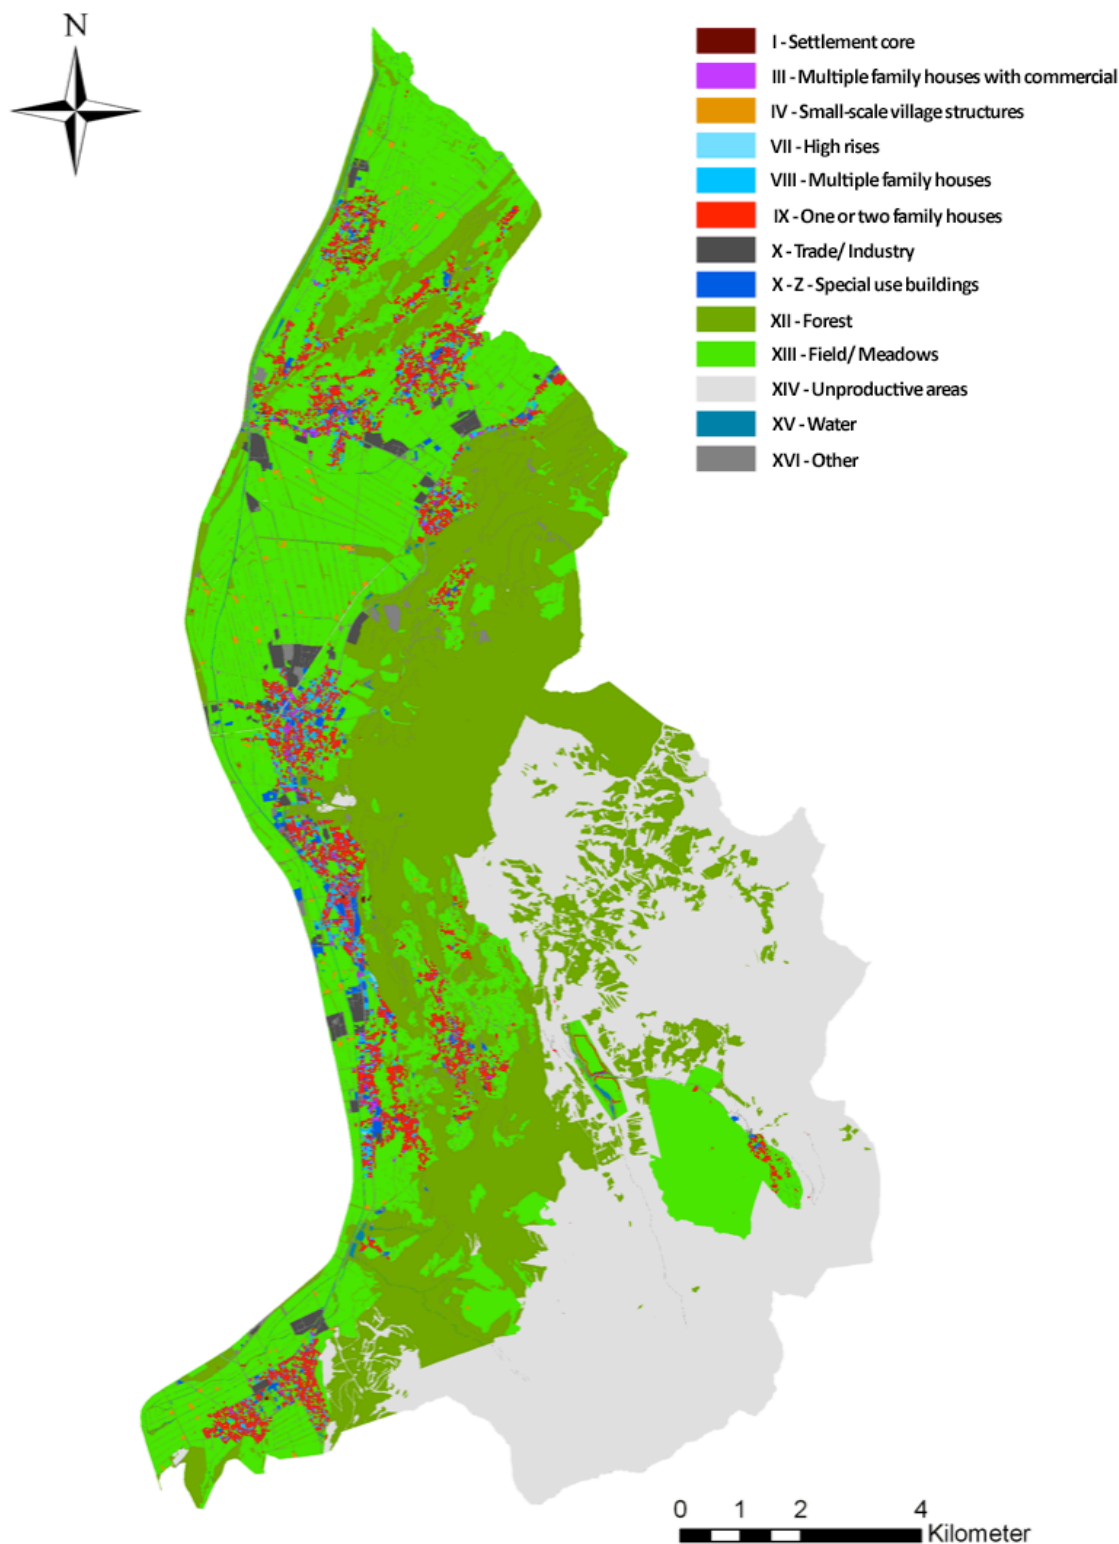 N
I - Settlement core
III - Multiple family houses with commercial
IV - Small-scale village structures
VII - High rises
VIII - Multiple family houses
IX - One or two family houses
X - Trade/ Industry
X - Z - Special use buildings
XII - Forest
XIII - Field/ Meadows
XIV - Unproductive areas
XV - Water
XVI - Other
0 1 2 4
Kilometer